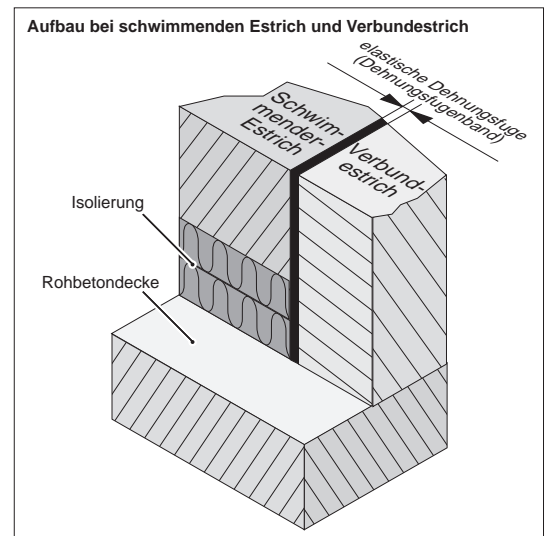 Aufbau bei schwimmenden Estrich und Verbundestrich
elastische Dehnungsfuge
(Dehnungsfugenband)
Schwim-
mender-
Estrich
Verbund-
estrich
Isolierung
Rohbetondecke